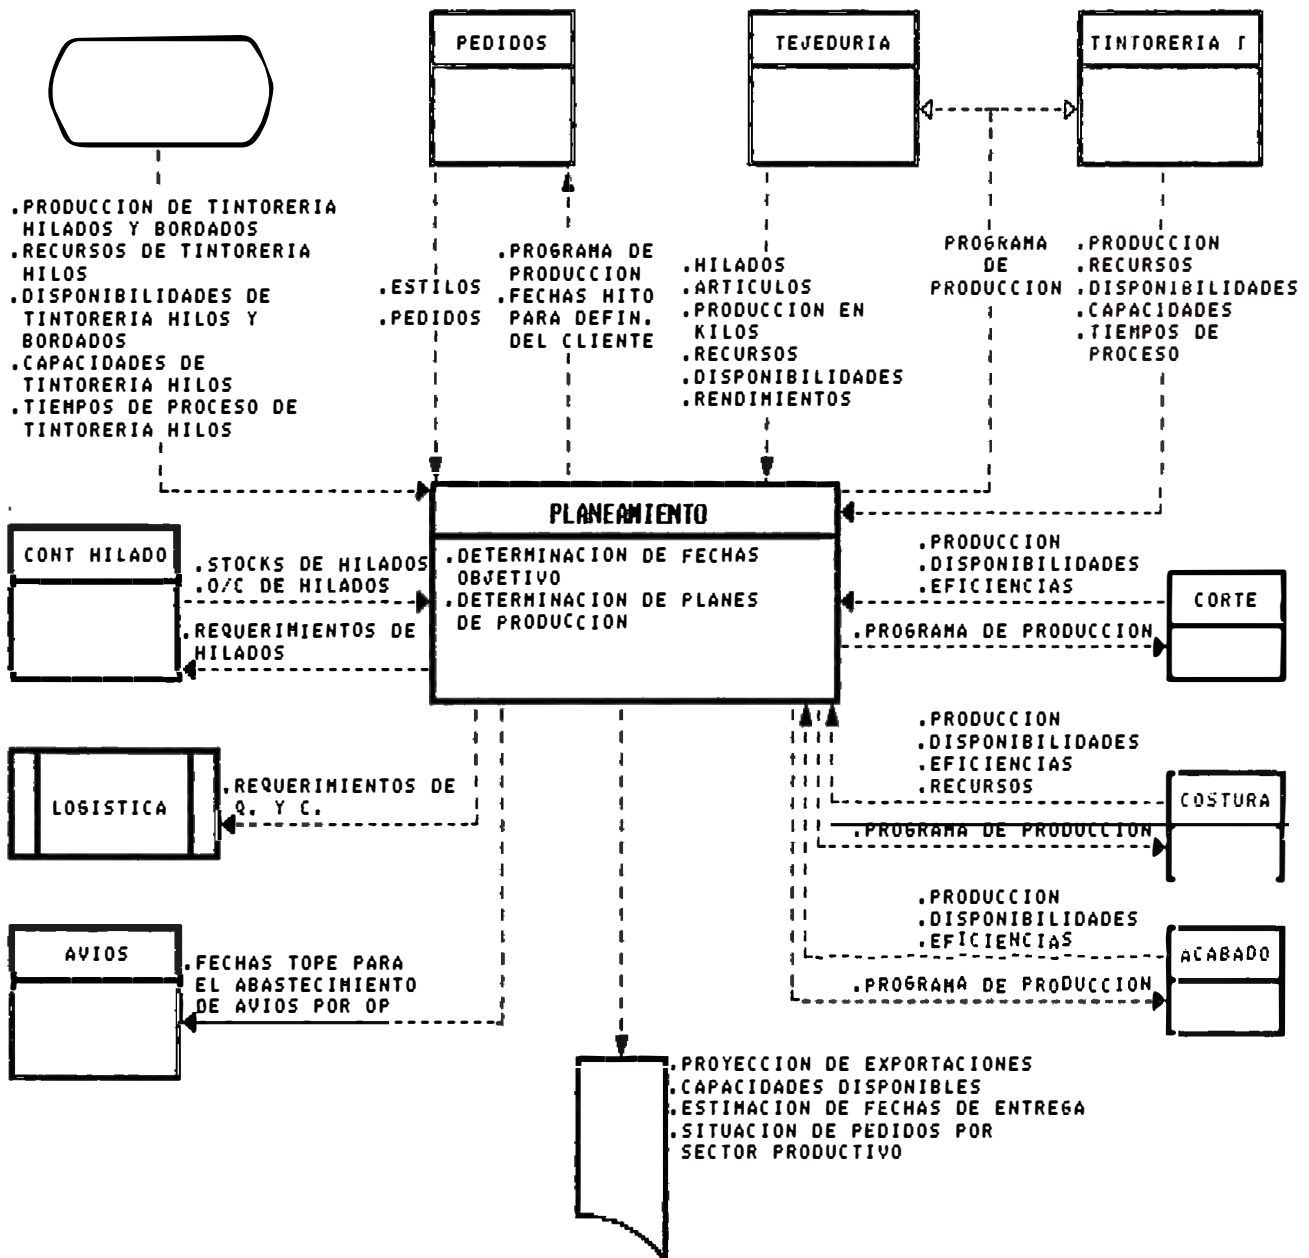 PEDIDOS
TEJEDURIA
TINTORERIA T
.PRODUCCION DE TINTORERIA
HILADOS Y BORDADOS
.RECURSOS DE TINTORERIA
HILOS
.DISPONIBILIDADES DE
TINTORERIA HILOS Y
BORDADOS
.CAPACIDADES DE
TINTORERIA HILOS
.TIEMPOS DE PROCESO DE
TINTORERIA HILOS
.ESTILOS
.PEDIDOS
.PROGRAMA DE
PRODUCCION
.FECHAS HITO
PARA DEFIN.
DEL CLIENTE
.HILADOS
.ARTICULOS
.PRODUCCION EN
KILOS
.RECURSOS
.DISPONIBILIDADES
.RENDIMIENTOS
PROGRAMA
DE
PRODUCCION
.PRODUCCION
.RECURSOS
.DISPONIBILIDADES
.CAPACIDADES
.TIEMPOS DE
PROCESO
PLANEAMIENTO
.DETERMINACION DE FECHAS
OBJETIVO
.DETERMINACION DE PLANES
DE PRODUCCION
CONT HILADO
.STOCKS DE HILADOS
.O/C DE HILADOS
.REQUERIMIENTOS DE
HILADOS
.PRODUCCION
.DISPONIBILIDADES
.EFICIENCIAS
.PROGRAMA DE PRODUCCION
CORTE
LOGISTICA
.REQUERIMIENTOS DE
Q. Y C.
.PRODUCCION
.DISPONIBILIDADES
.EFICIENCIAS
.RECURSOS
.PROGRAMA DE PRODUCCION
COSTURA
AVIOS
.FECHAS TOPE PARA
EL ABASTECIMIENTO
DE AVIOS POR OP
.PRODUCCION
.DISPONIBILIDADES
.EFICIENCIAS
.PROGRAMA DE PRODUCCION
ACABADO
.PROYECCION DE EXPORTACIONES
.CAPACIDADES DISPONIBLES
.ESTIMACION DE FECHAS DE ENTREGA
.SITUACION DE PEDIDOS POR
SECTOR PRODUCTIVO